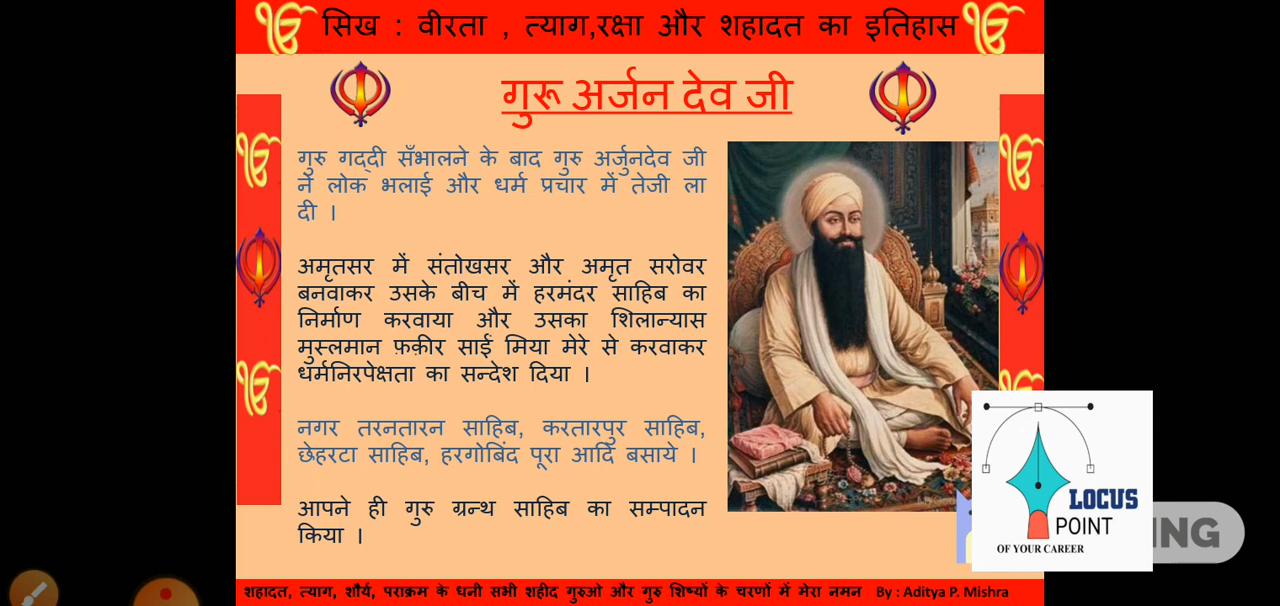 सिख : वीरता , त्याग,रक्षा और शहादत का इतिहास
गुरू अर्जन देव जी
गुरु गद्दी सँभालने के बाद गुरु अर्जुनदेव जी
ने लोक भलाई और धर्म प्रचार में तेजी ला
दी ।
अमृतसर में संतोखसर और अमृत सरोवर
बनवाकर उसके बीच में हरमंदर साहिब का
निर्माण करवाया और उसका शिलान्यास
मुस्लमान फ़क़ीर साईं मिया मेरे से करवाकर
धर्मनिरपेक्षता का सन्देश दिया ।
नगर तरनतारन साहिब, करतारपुर साहिब,
छेहरटा साहिब, हरगोबिंद पूरा आदि बसाये ।
आपने ही गुरु ग्रन्थ साहिब का सम्पादन
किया ।
LOCUS
POINT
OF YOUR CAREER
शहादत, त्याग, शौर्य, पराक्रम के धनी सभी शहीद गुरुओ और गुरु शिष्यों के चरणों में मेरा नमन By : Aditya P. Mishra